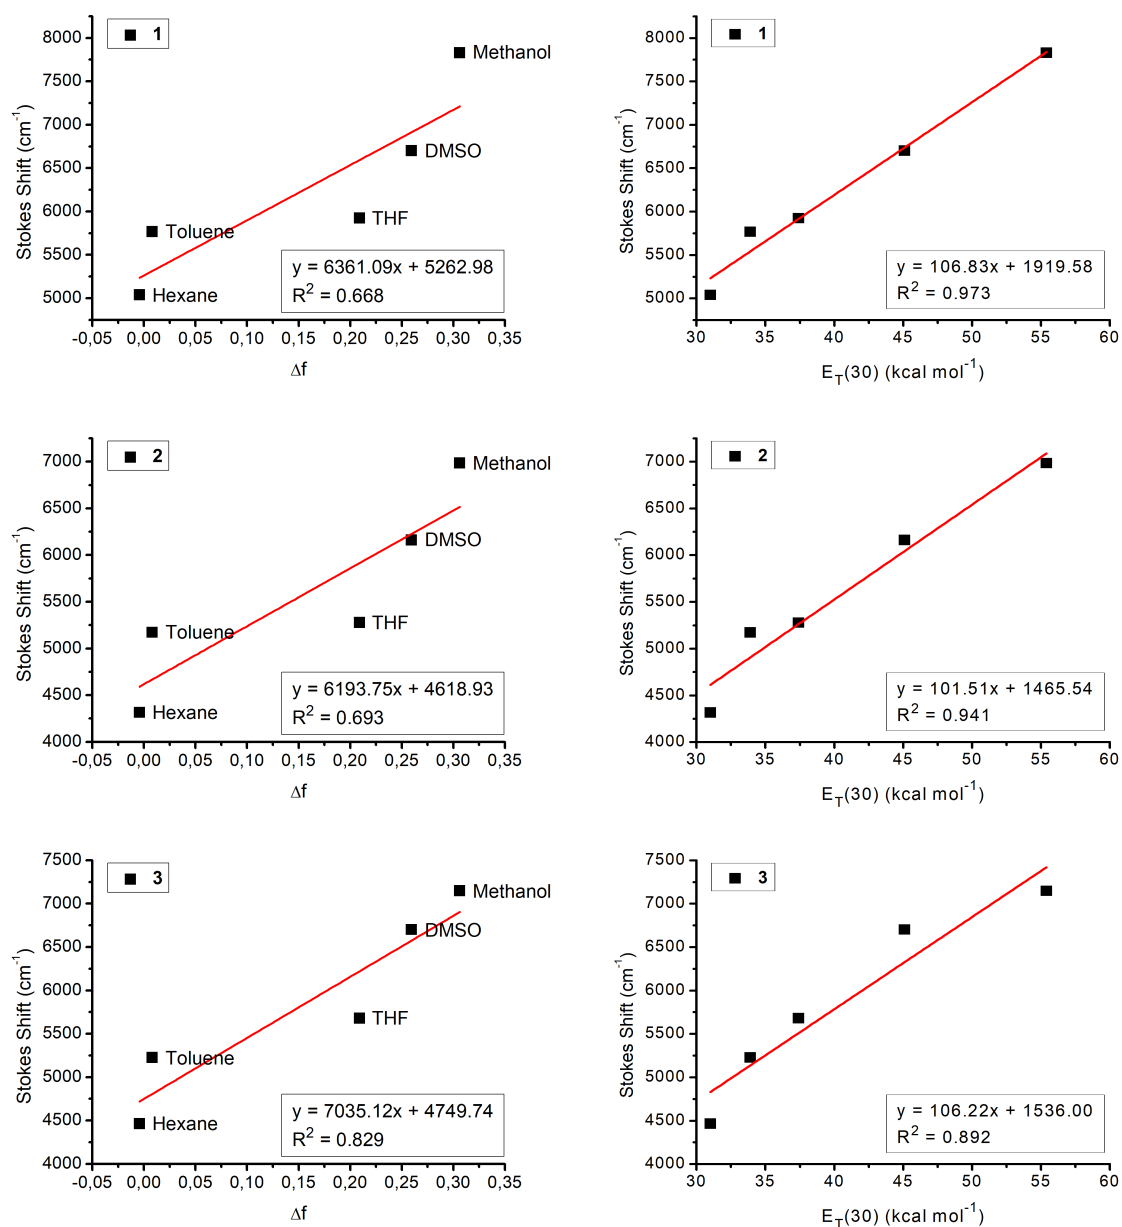 1
8000
7500
7000
6500
6000
5500
5000
Stokes Shift (cm⁻¹)
Methanol
DMSO
THF
Toluene
Hexane
y = 6361.09x + 5262.98
R² = 0.668
-0,05 0,00 0,05 0,10 0,15 0,20 0,25 0,30 0,35
Δf
1
8000
7500
7000
6500
6000
5500
5000
Stokes Shift (cm⁻¹)
y = 106.83x + 1919.58
R² = 0.973
30 35 40 45 50 55 60
E_T(30) (kcal mol⁻¹)
2
7000
6500
6000
5500
5000
4500
4000
Stokes Shift (cm⁻¹)
Methanol
DMSO
THF
Toluene
Hexane
y = 6193.75x + 4618.93
R² = 0.693
-0,05 0,00 0,05 0,10 0,15 0,20 0,25 0,30 0,35
Δf
2
7000
6500
6000
5500
5000
4500
4000
Stokes Shift (cm⁻¹)
y = 101.51x + 1465.54
R² = 0.941
30 35 40 45 50 55 60
E_T(30) (kcal mol⁻¹)
3
7500
7000
6500
6000
5500
5000
4500
4000
Stokes Shift (cm⁻¹)
Methanol
DMSO
THF
Toluene
Hexane
y = 7035.12x + 4749.74
R² = 0.829
-0,05 0,00 0,05 0,10 0,15 0,20 0,25 0,30 0,35
Δf
3
7500
7000
6500
6000
5500
5000
4500
4000
Stokes Shift (cm⁻¹)
y = 106.22x + 1536.00
R² = 0.892
30 35 40 45 50 55 60
E_T(30) (kcal mol⁻¹)